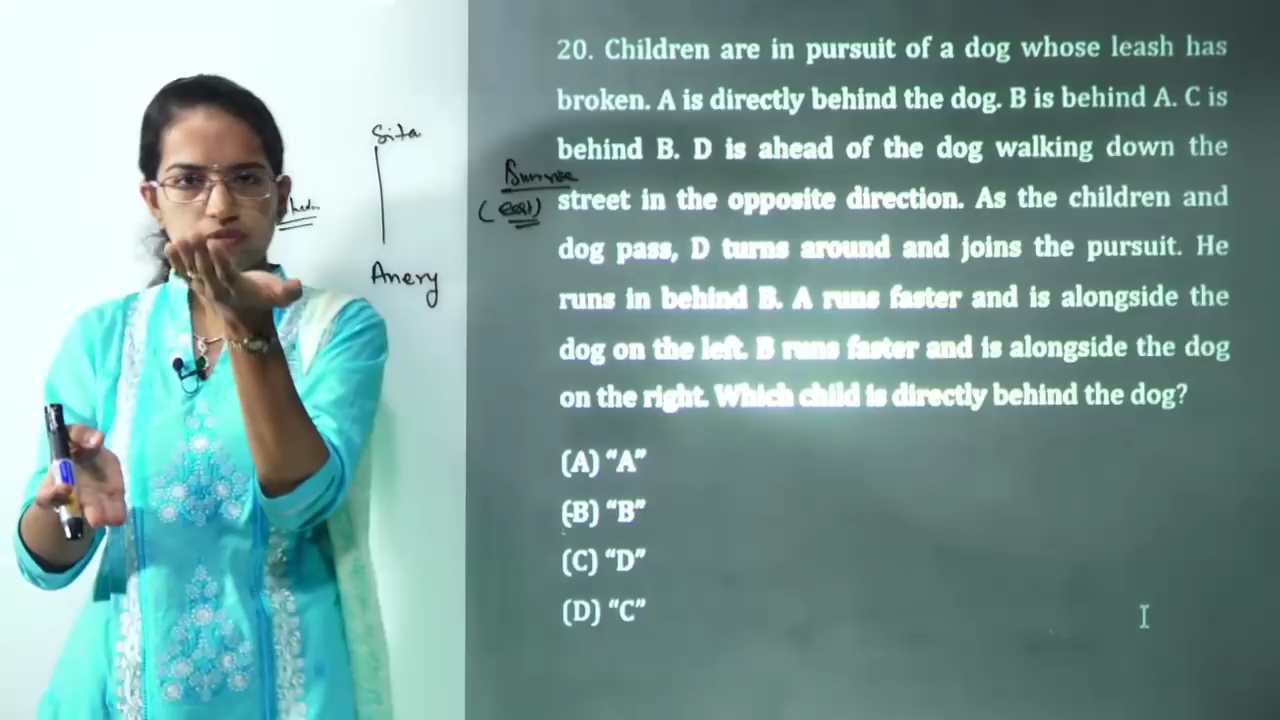 20. Children are in pursuit of a dog whose leash has
broken. A is directly behind the dog. B is behind A. C is
behind B. D is ahead of the dog walking down the
street in the opposite direction. As the children and
dog pass, D turns around and joins the pursuit. He
runs in behind B. A runs faster and is alongside the
dog on the left. B runs faster and is alongside the dog
on the right. Which child is directly behind the dog?
(A) “A”
(B) “B”
(C) “D”
(D) “C”
Sita
Sunrise
(East)